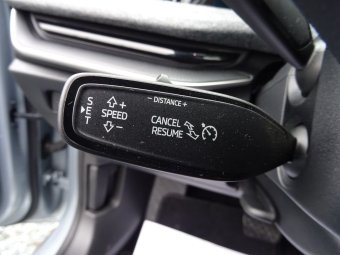 - DISTANCE +
SET
+
SPEED
-
CANCEL
RESUME